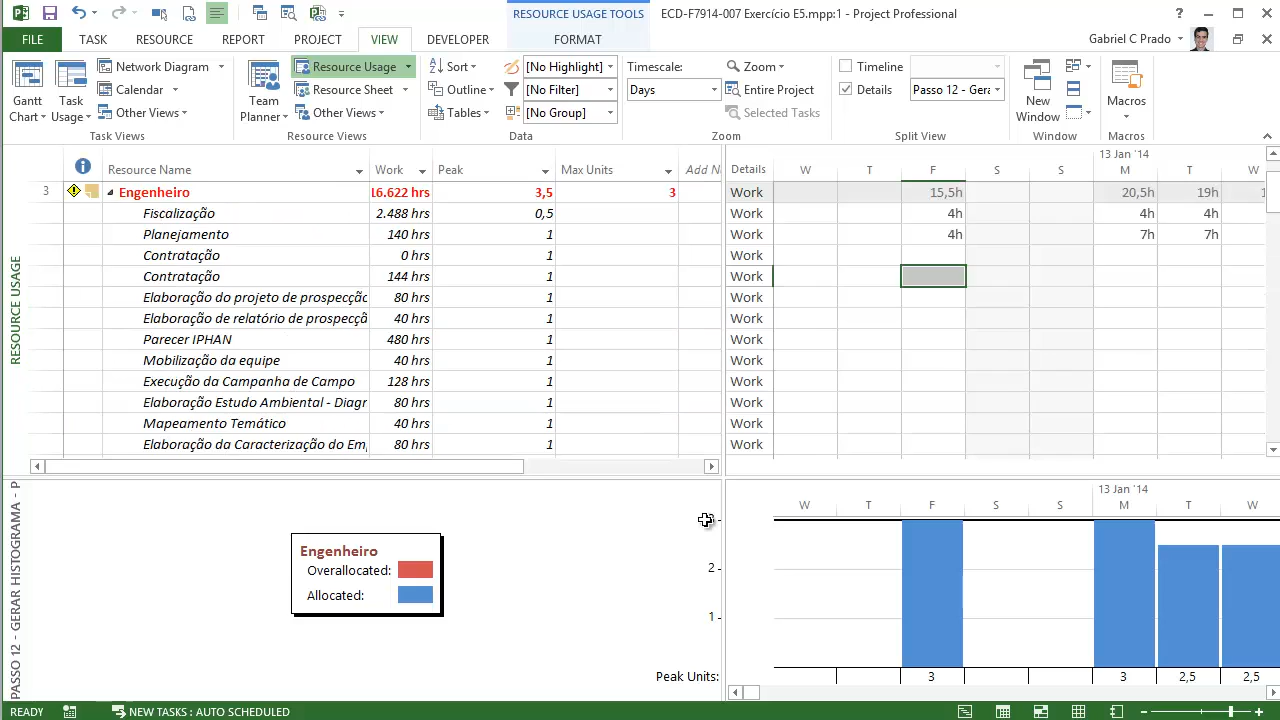 RESOURCE USAGE TOOLS
ECD-F7914-007 Exercício E5.mpp:1 - Project Professional
FILE TASK RESOURCE REPORT PROJECT VIEW DEVELOPER FORMAT
Gabriel C Prado
Network Diagram
Calendar
Other Views
Gantt Chart
Task Usage
Task Views
Team Planner
Resource Usage
Resource Sheet
Other Views
Resource Views
Sort
Outline
Tables
[No Highlight]
[No Filter]
[No Group]
Data
Timescale:
Days
Zoom
Entire Project
Selected Tasks
Zoom
Timeline
Details
Passo 12 - Gera
Split View
New Window
Window
Macros
Macros
RESOURCE USAGE
Resource Name Work Peak Max Units Add N
Details
13 Jan '14
W T F S S M T W
3 Engenheiro 16.622 hrs 3,5 3 Work 15,5h 20,5h 19h 1
Fiscalização 2.488 hrs 0,5 Work 4h 4h 4h
Planejamento 140 hrs 1 Work 4h 7h 7h
Contratação 0 hrs 1 Work
Contratação 144 hrs 1 Work
Elaboração do projeto de prospecção 80 hrs 1 Work
Elaboração de relatório de prospecçã 40 hrs 1 Work
Parecer IPHAN 480 hrs 1 Work
Mobilização da equipe 40 hrs 1 Work
Execução da Campanha de Campo 128 hrs 1 Work
Elaboração Estudo Ambiental - Diagr 80 hrs 1 Work
Mapeamento Temático 40 hrs 1 Work
Elaboração da Caracterização do Em 80 hrs 1 Work
PASSO 12 - GERAR HISTOGRAMA - P
Engenheiro
Overallocated:
Allocated:
13 Jan '14
W T F S S M T W
2
1
Peak Units: 3 3 2,5 2,5
READY
NEW TASKS : AUTO SCHEDULED